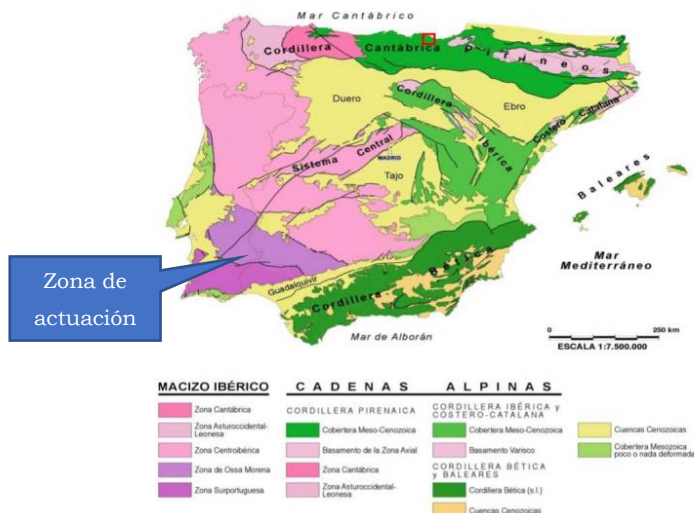 Mar Cantábrico
Cordillera Cantábrica
Pirineos
Duero
Cordillera Ibérica
Ebro
Costero Catalana
Sistema Central
MADRID
Tajo
Baleares
Mar
Mediterráneo
Zona de
actuación
Guadalquivir
Cordillera Bética
Mar de Alborán
0 250 km
ESCALA 1:7.500.000
MACIZO IBÉRICO
Zona Cantábrica
Zona Asturoccidental-
Leonesa
Zona Centroibérica
Zona de Ossa Morena
Zona Surportuguesa
CADENAS ALPINAS
CORDILLERA PIRENAICA
Cobertera Meso-Cenozoica
Basamento de la Zona Axial
Zona Cantábrica
Zona Asturoccidental-
Leonesa
CORDILLERA IBÉRICA y
COSTERO-CATALANA
Cobertera Meso-Cenozoica
Basamento Varisco
CORDILLERA BÉTICA
y BALEARES
Cordillera Bética (s.l.)
Cuencas Cenozoicas
Cuencas Cenozoicas
Cobertera Mesozoica
poco o nada deformada